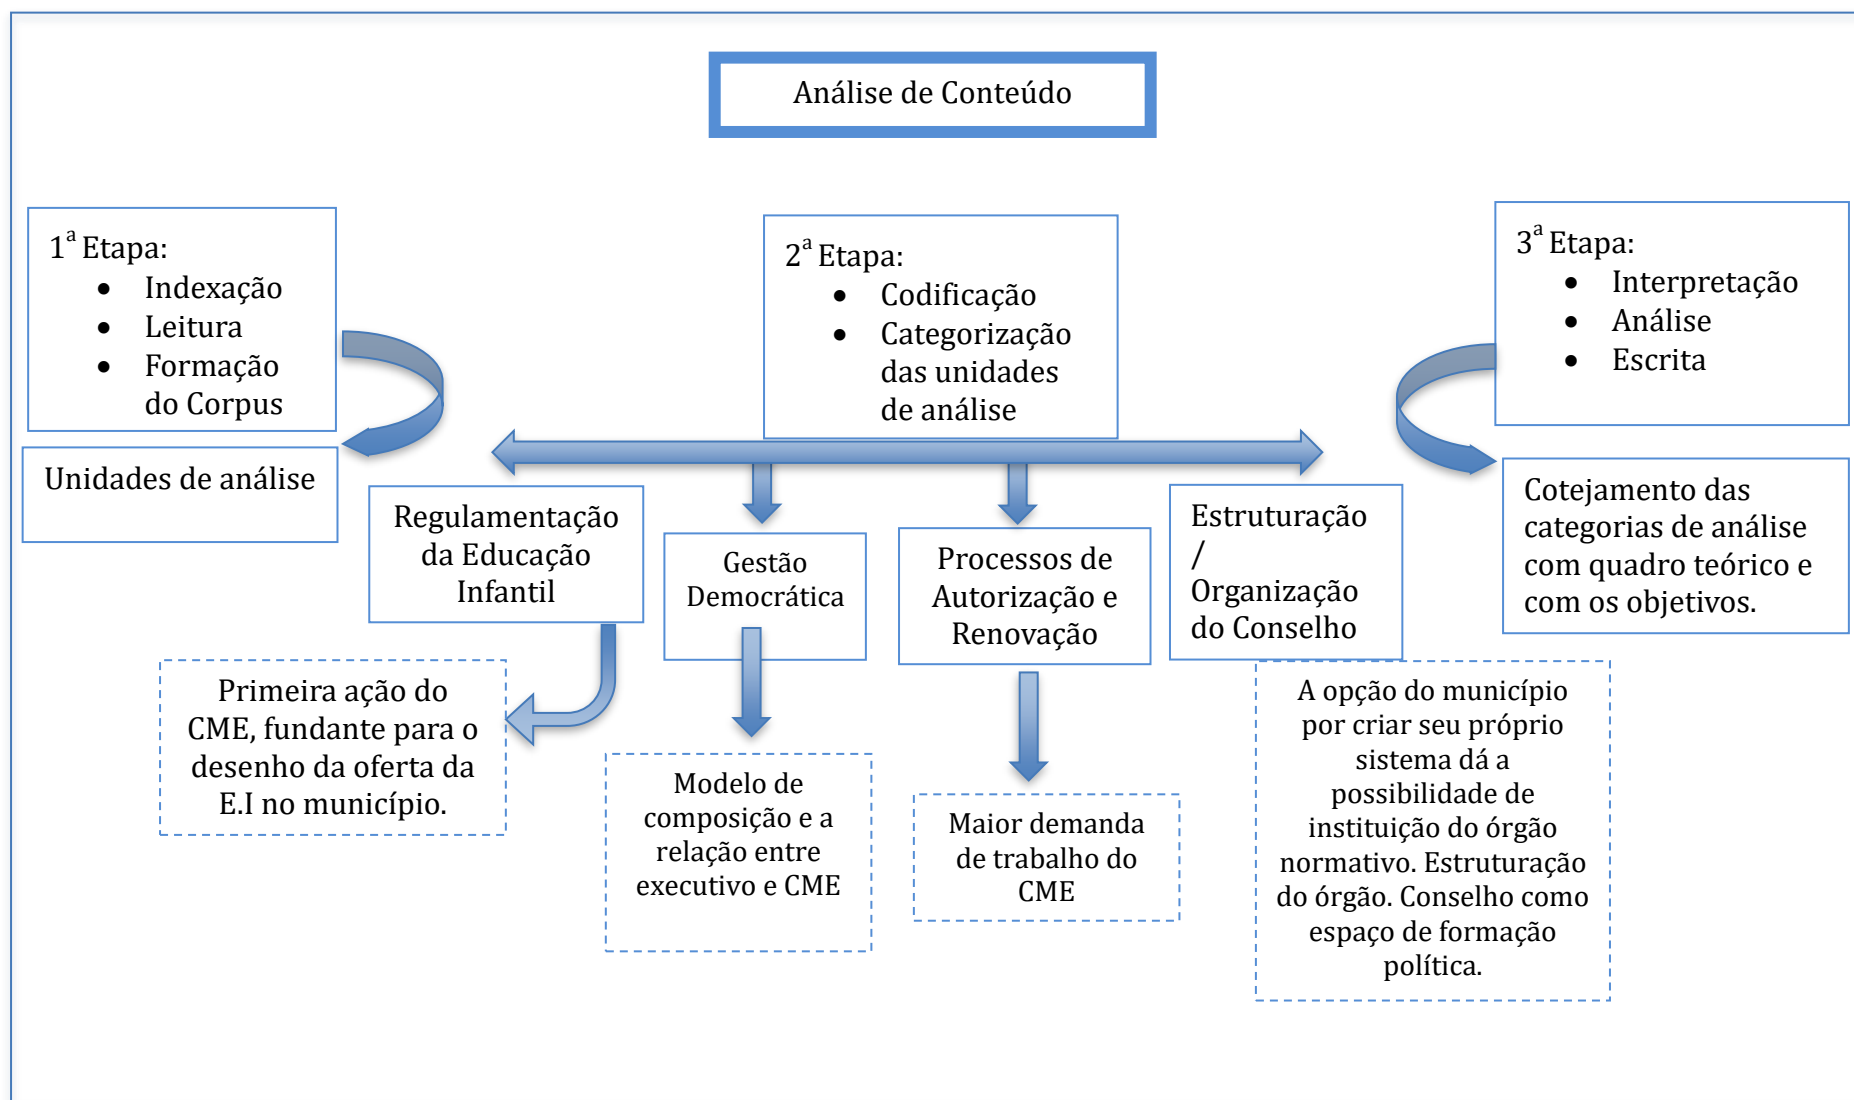 Análise de Conteúdo
1ª Etapa:
• Indexação
• Leitura
• Formação
do Corpus
Unidades de análise
2ª Etapa:
• Codificação
• Categorização
das unidades
de análise
3ª Etapa:
• Interpretação
• Análise
• Escrita
Cotejamento das
categorias de análise
com quadro teórico e
com os objetivos.
Regulamentação
da Educação
Infantil
Gestão
Democrática
Processos de
Autorização e
Renovação
Estruturação
/
Organização
do Conselho
Primeira ação do
CME, fundante para o
desenho da oferta da
E.I no município.
Modelo de
composição e a
relação entre
executivo e CME
Maior demanda
de trabalho do
CME
A opção do município
por criar seu próprio
sistema dá a
possibilidade de
instituição do órgão
normativo. Estruturação
do órgão. Conselho como
espaço de formação
política.